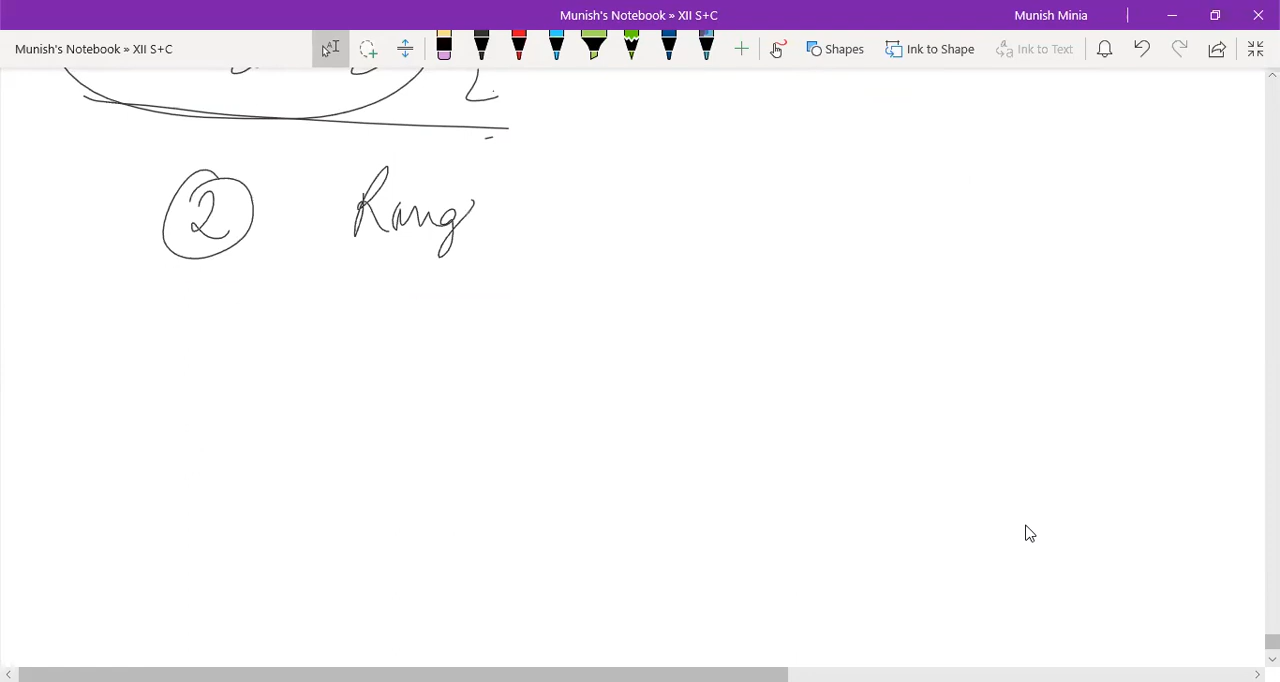 Munish's Notebook » XII S+C
Munish Minia
Munish's Notebook » XII S+C
Shapes
Ink to Shape
Ink to Text
2 Rang